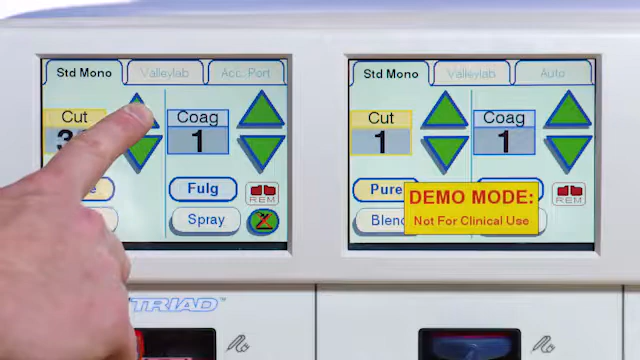 Std Mono Valleylab Acc. Port
Cut
Coag
1
Fulg
REM
Spray
Std Mono Valleylab Auto
Cut
1
Coag
1
Pure
REM
Blend
DEMO MODE:
Not For Clinical Use
TRIAD